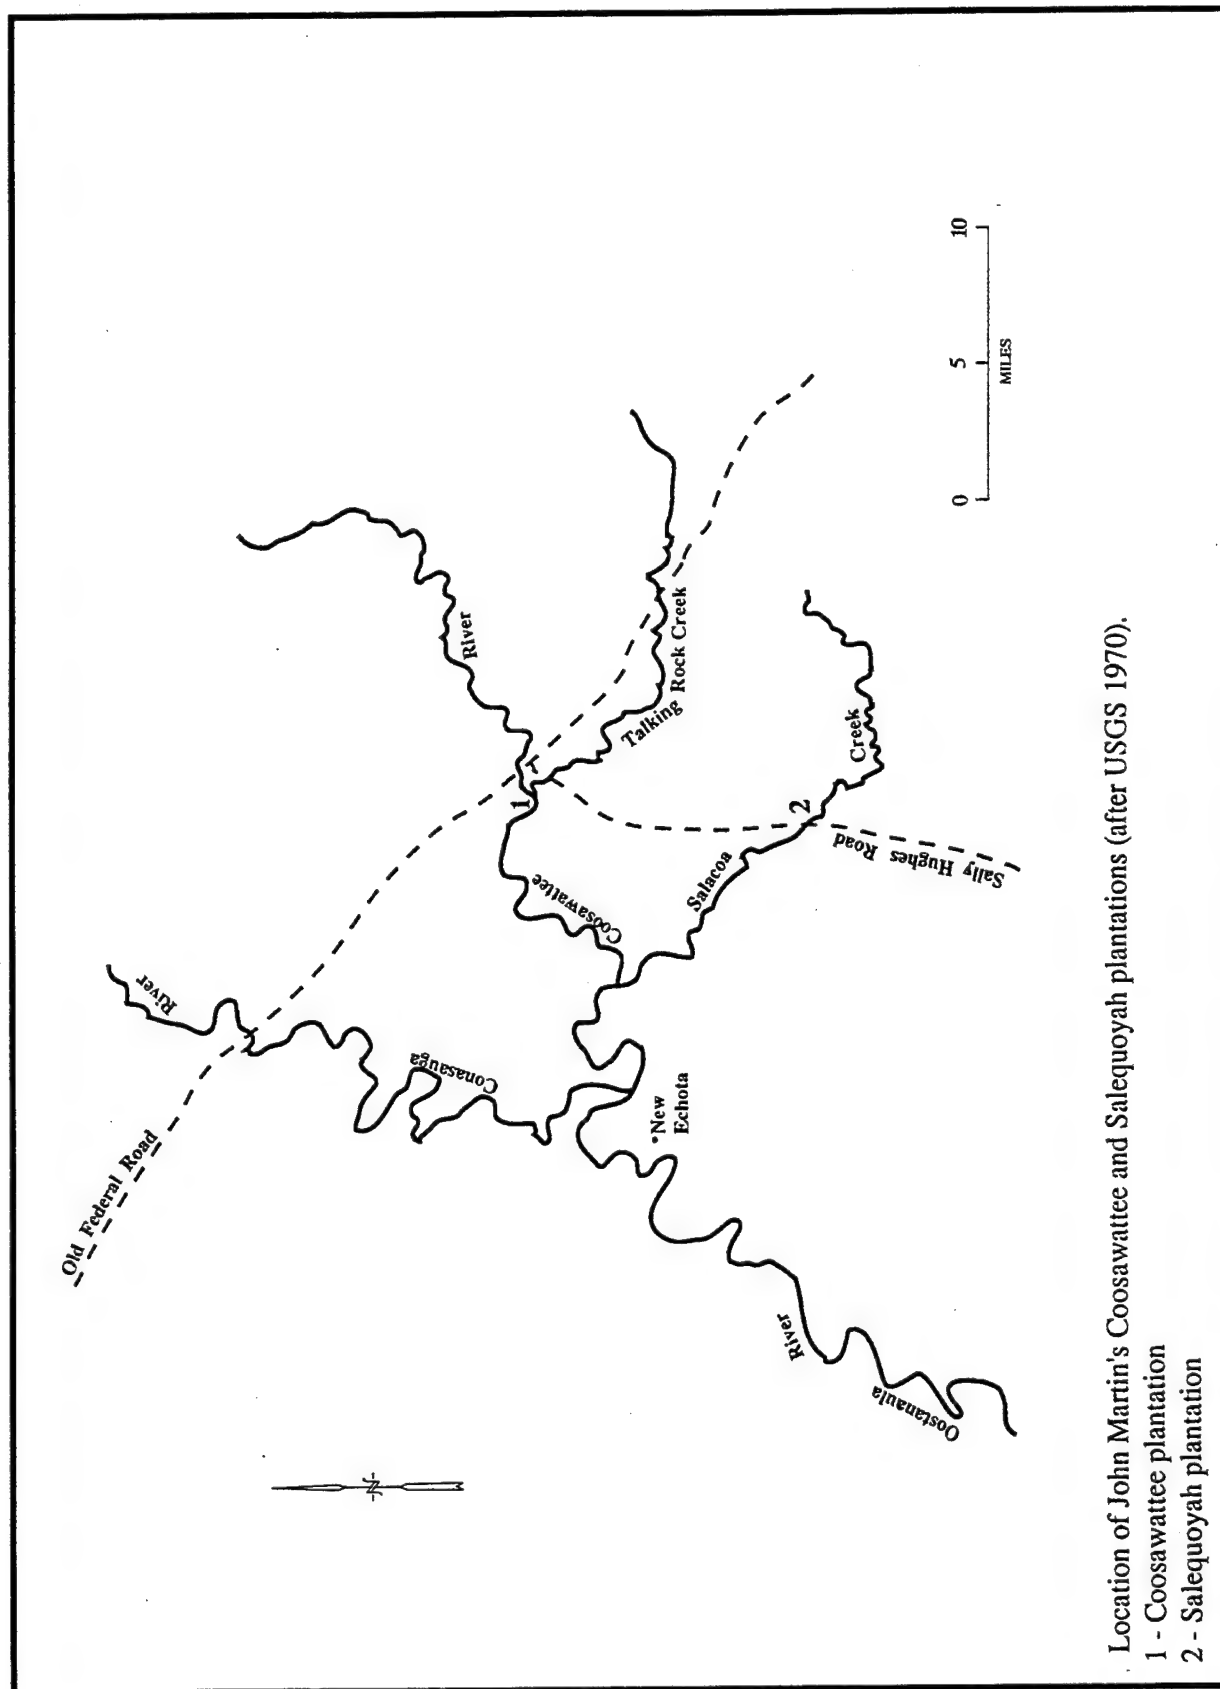 Old Federal Road
River
Conasauga
River
1
Coosawattee
Talking Rock Creek
*New
Echota
Salacoa
Creek
2
Sally Hughes Road
River
Oostanaula
N
0 5 10
MILES
Location of John Martin's Coosawattee and Salequoyah plantations (after USGS 1970).
1 - Coosawattee plantation
2 - Salequoyah plantation